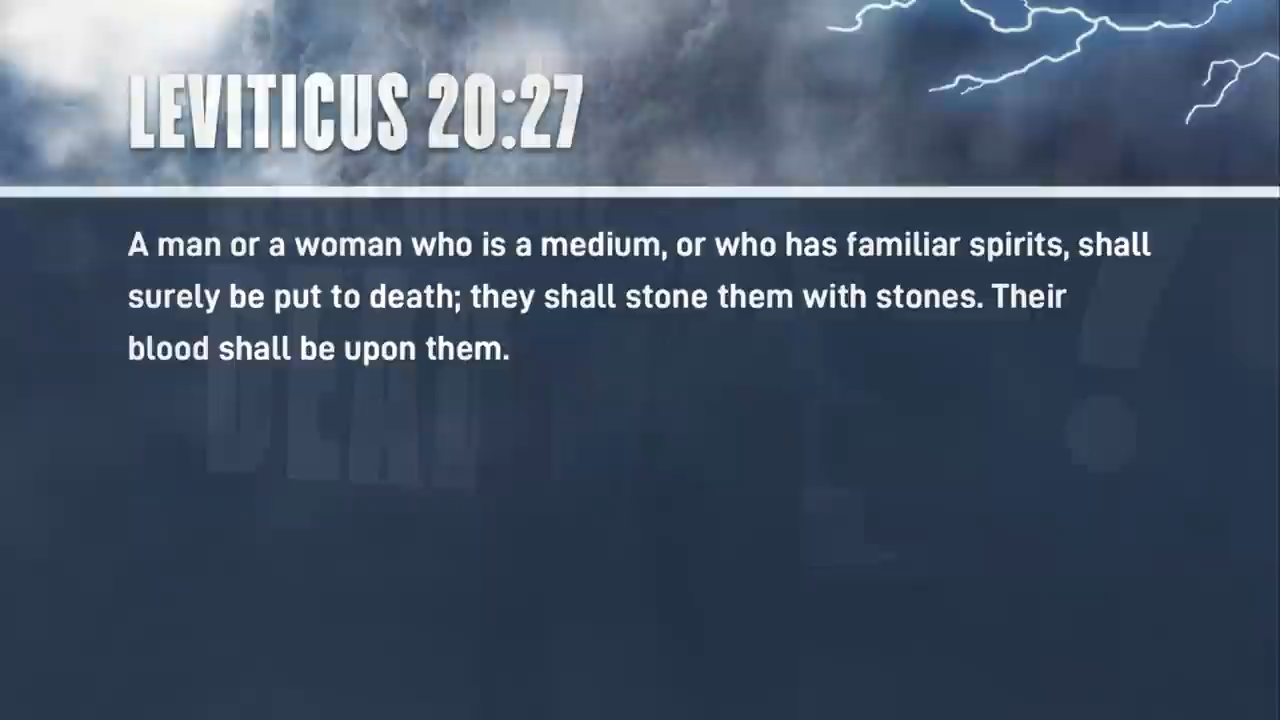 LEVITICUS 20:27
A man or a woman who is a medium, or who has familiar spirits, shall
surely be put to death; they shall stone them with stones. Their
blood shall be upon them.
DEAD
?